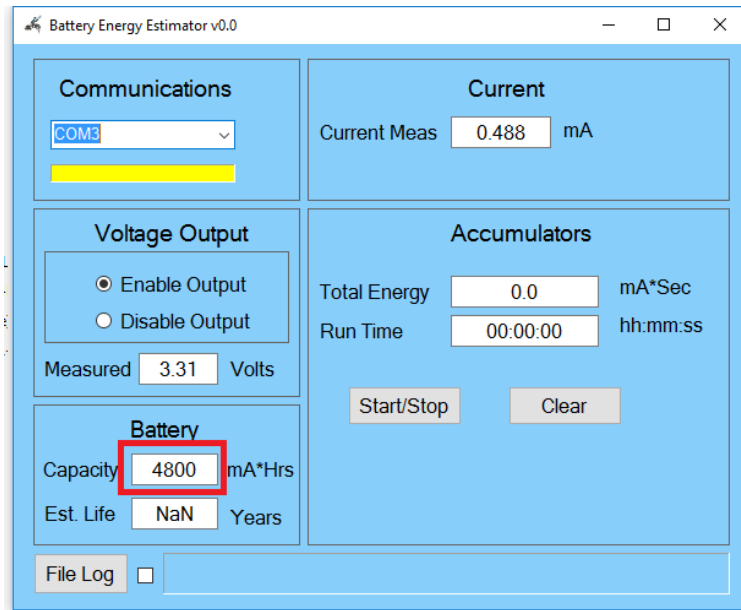 Battery Energy Estimator v0.0
Communications
COM3
Current
Current Meas 0.488 mA
Voltage Output
Enable Output
Disable Output
Measured 3.31 Volts
Accumulators
Total Energy 0.0 mA*Sec
Run Time 00:00:00 hh:mm:ss
Start/Stop Clear
Battery
Capacity 4800 mA*Hrs
Est. Life NaN Years
File Log